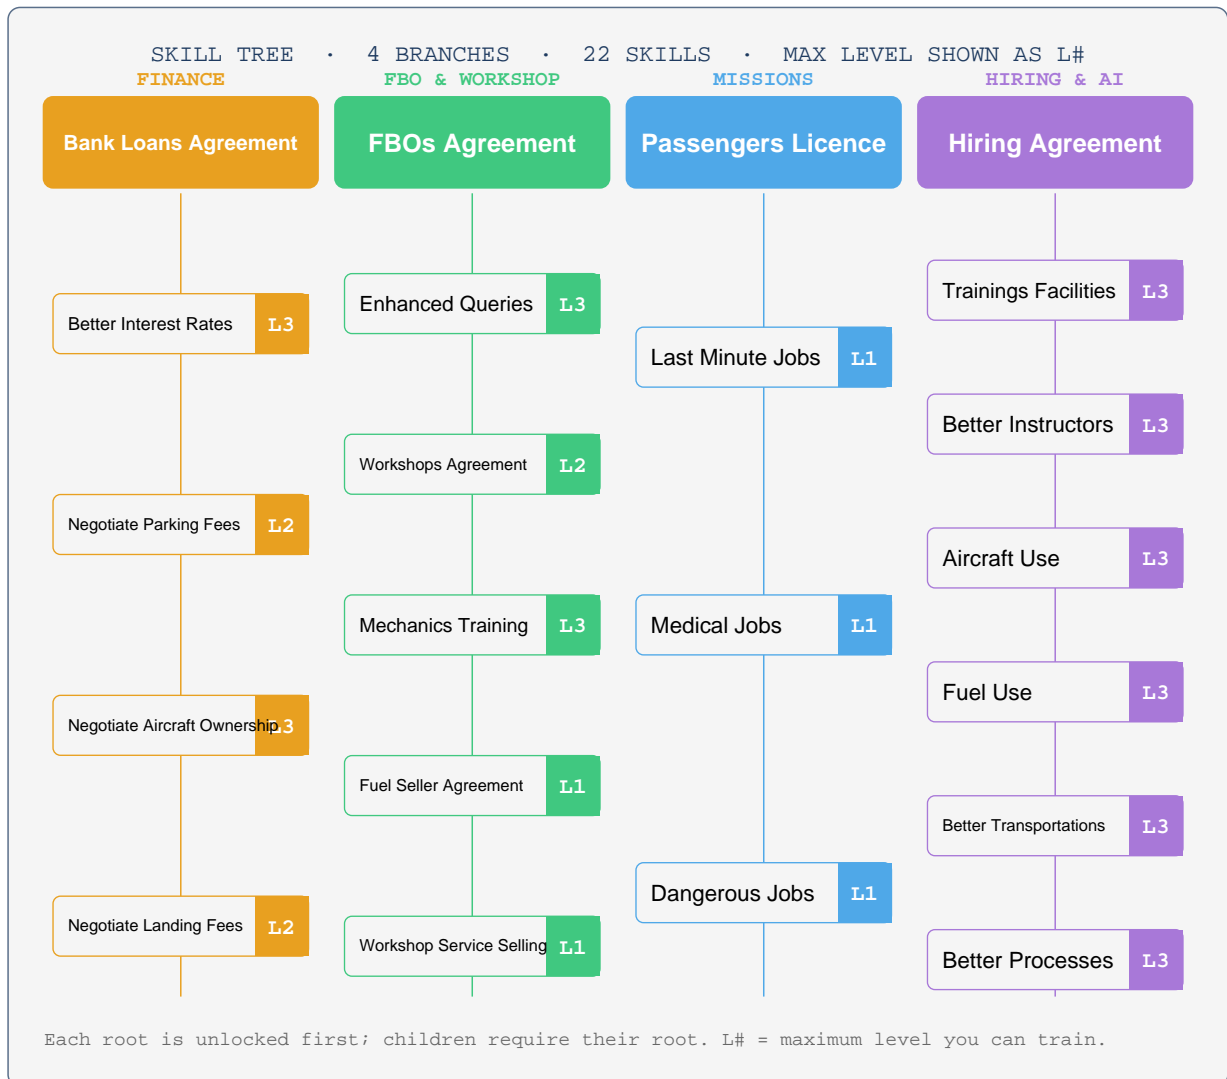 SKILL TREE · 4 BRANCHES · 22 SKILLS · MAX LEVEL SHOWN AS L#
FINANCE
Bank Loans Agreement
Better Interest Rates L3
Negotiate Parking Fees L2
Negotiate Aircraft Ownership L3
Negotiate Landing Fees L2
FBO & WORKSHOP
FBOs Agreement
Enhanced Queries L3
Workshops Agreement L2
Mechanics Training L3
Fuel Seller Agreement L1
Workshop Service Selling L1
MISSIONS
Passengers Licence
Last Minute Jobs L1
Medical Jobs L1
Dangerous Jobs L1
HIRING & AI
Hiring Agreement
Trainings Facilities L3
Better Instructors L3
Aircraft Use L3
Fuel Use L3
Better Transportations L3
Better Processes L3
Each root is unlocked first; children require their root. L# = maximum level you can train.